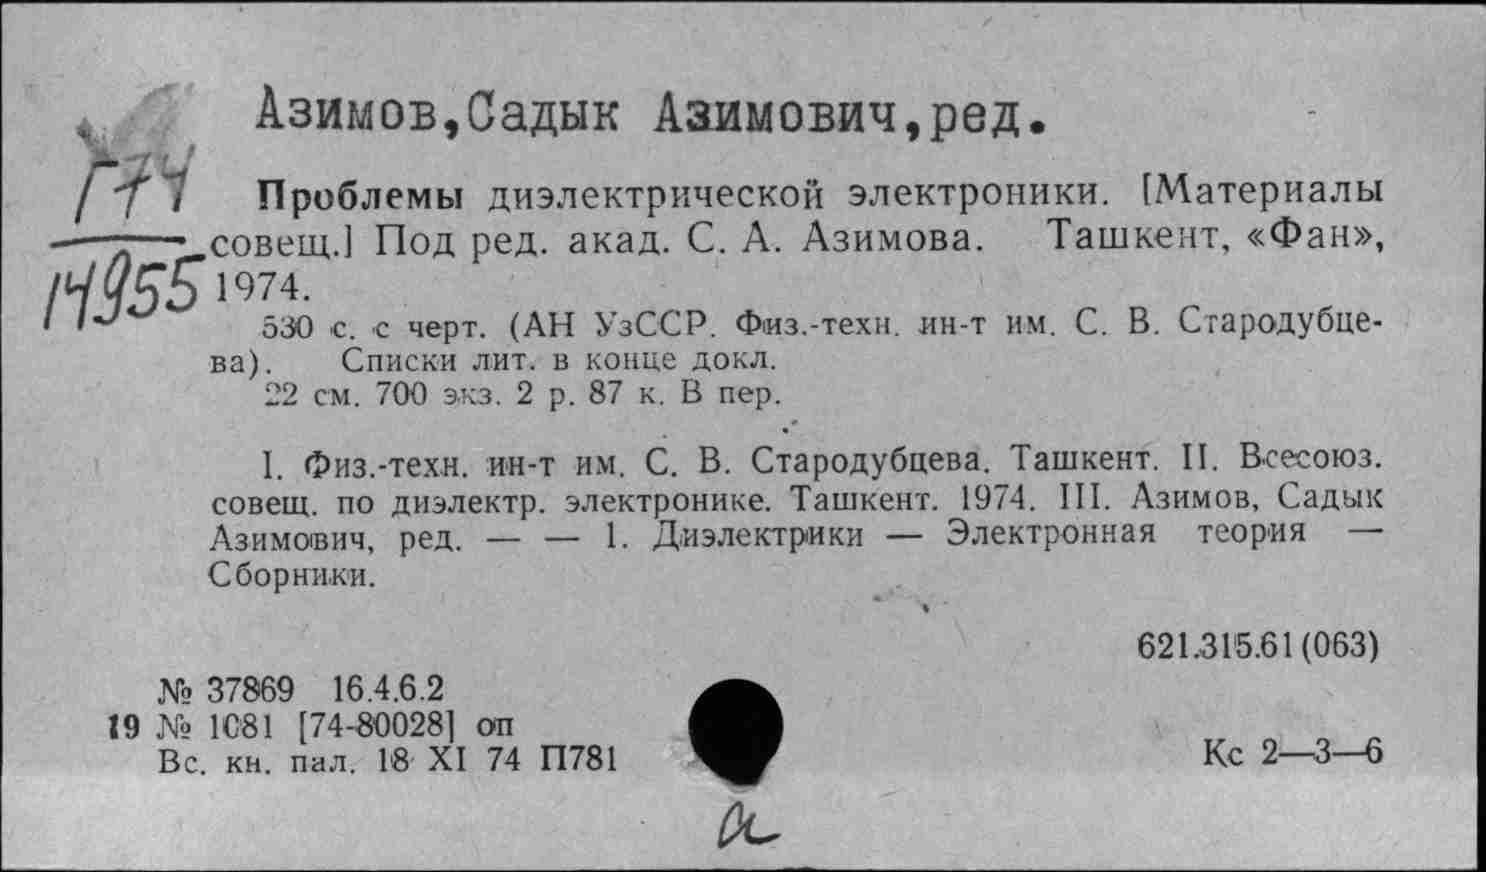 Азимов,Садык Азимович,ред.
Г74
14955
Проблемы диэлектрической электроники. [Материалы
совещ.] Под ред. акад. С. А. Азимова. Ташкент, «Фан»,
1974.
530 с. с черт. (АН УзССР. Физ.-техн. ин-т им. С. В. Стародубце-
ва). Списки лит. в конце докл.
22 см. 700 экз. 2 р. 87 к. В пер.
I. Физ.-техн. ин-т им. С. В. Стародубцева. Ташкент. II. Всесоюз.
совещ. по диэлектр. электронике. Ташкент. 1974. III. Азимов, Садык
Азимович, ред. — — 1. Диэлектрики — Электронная теория —
Сборники.
621.315.61(063)
№ 37869 16.4.6.2
19 № 1081 [74-80028] оп
Вс. кн. пал. 18 XI 74 П781
Кс 2—3—6